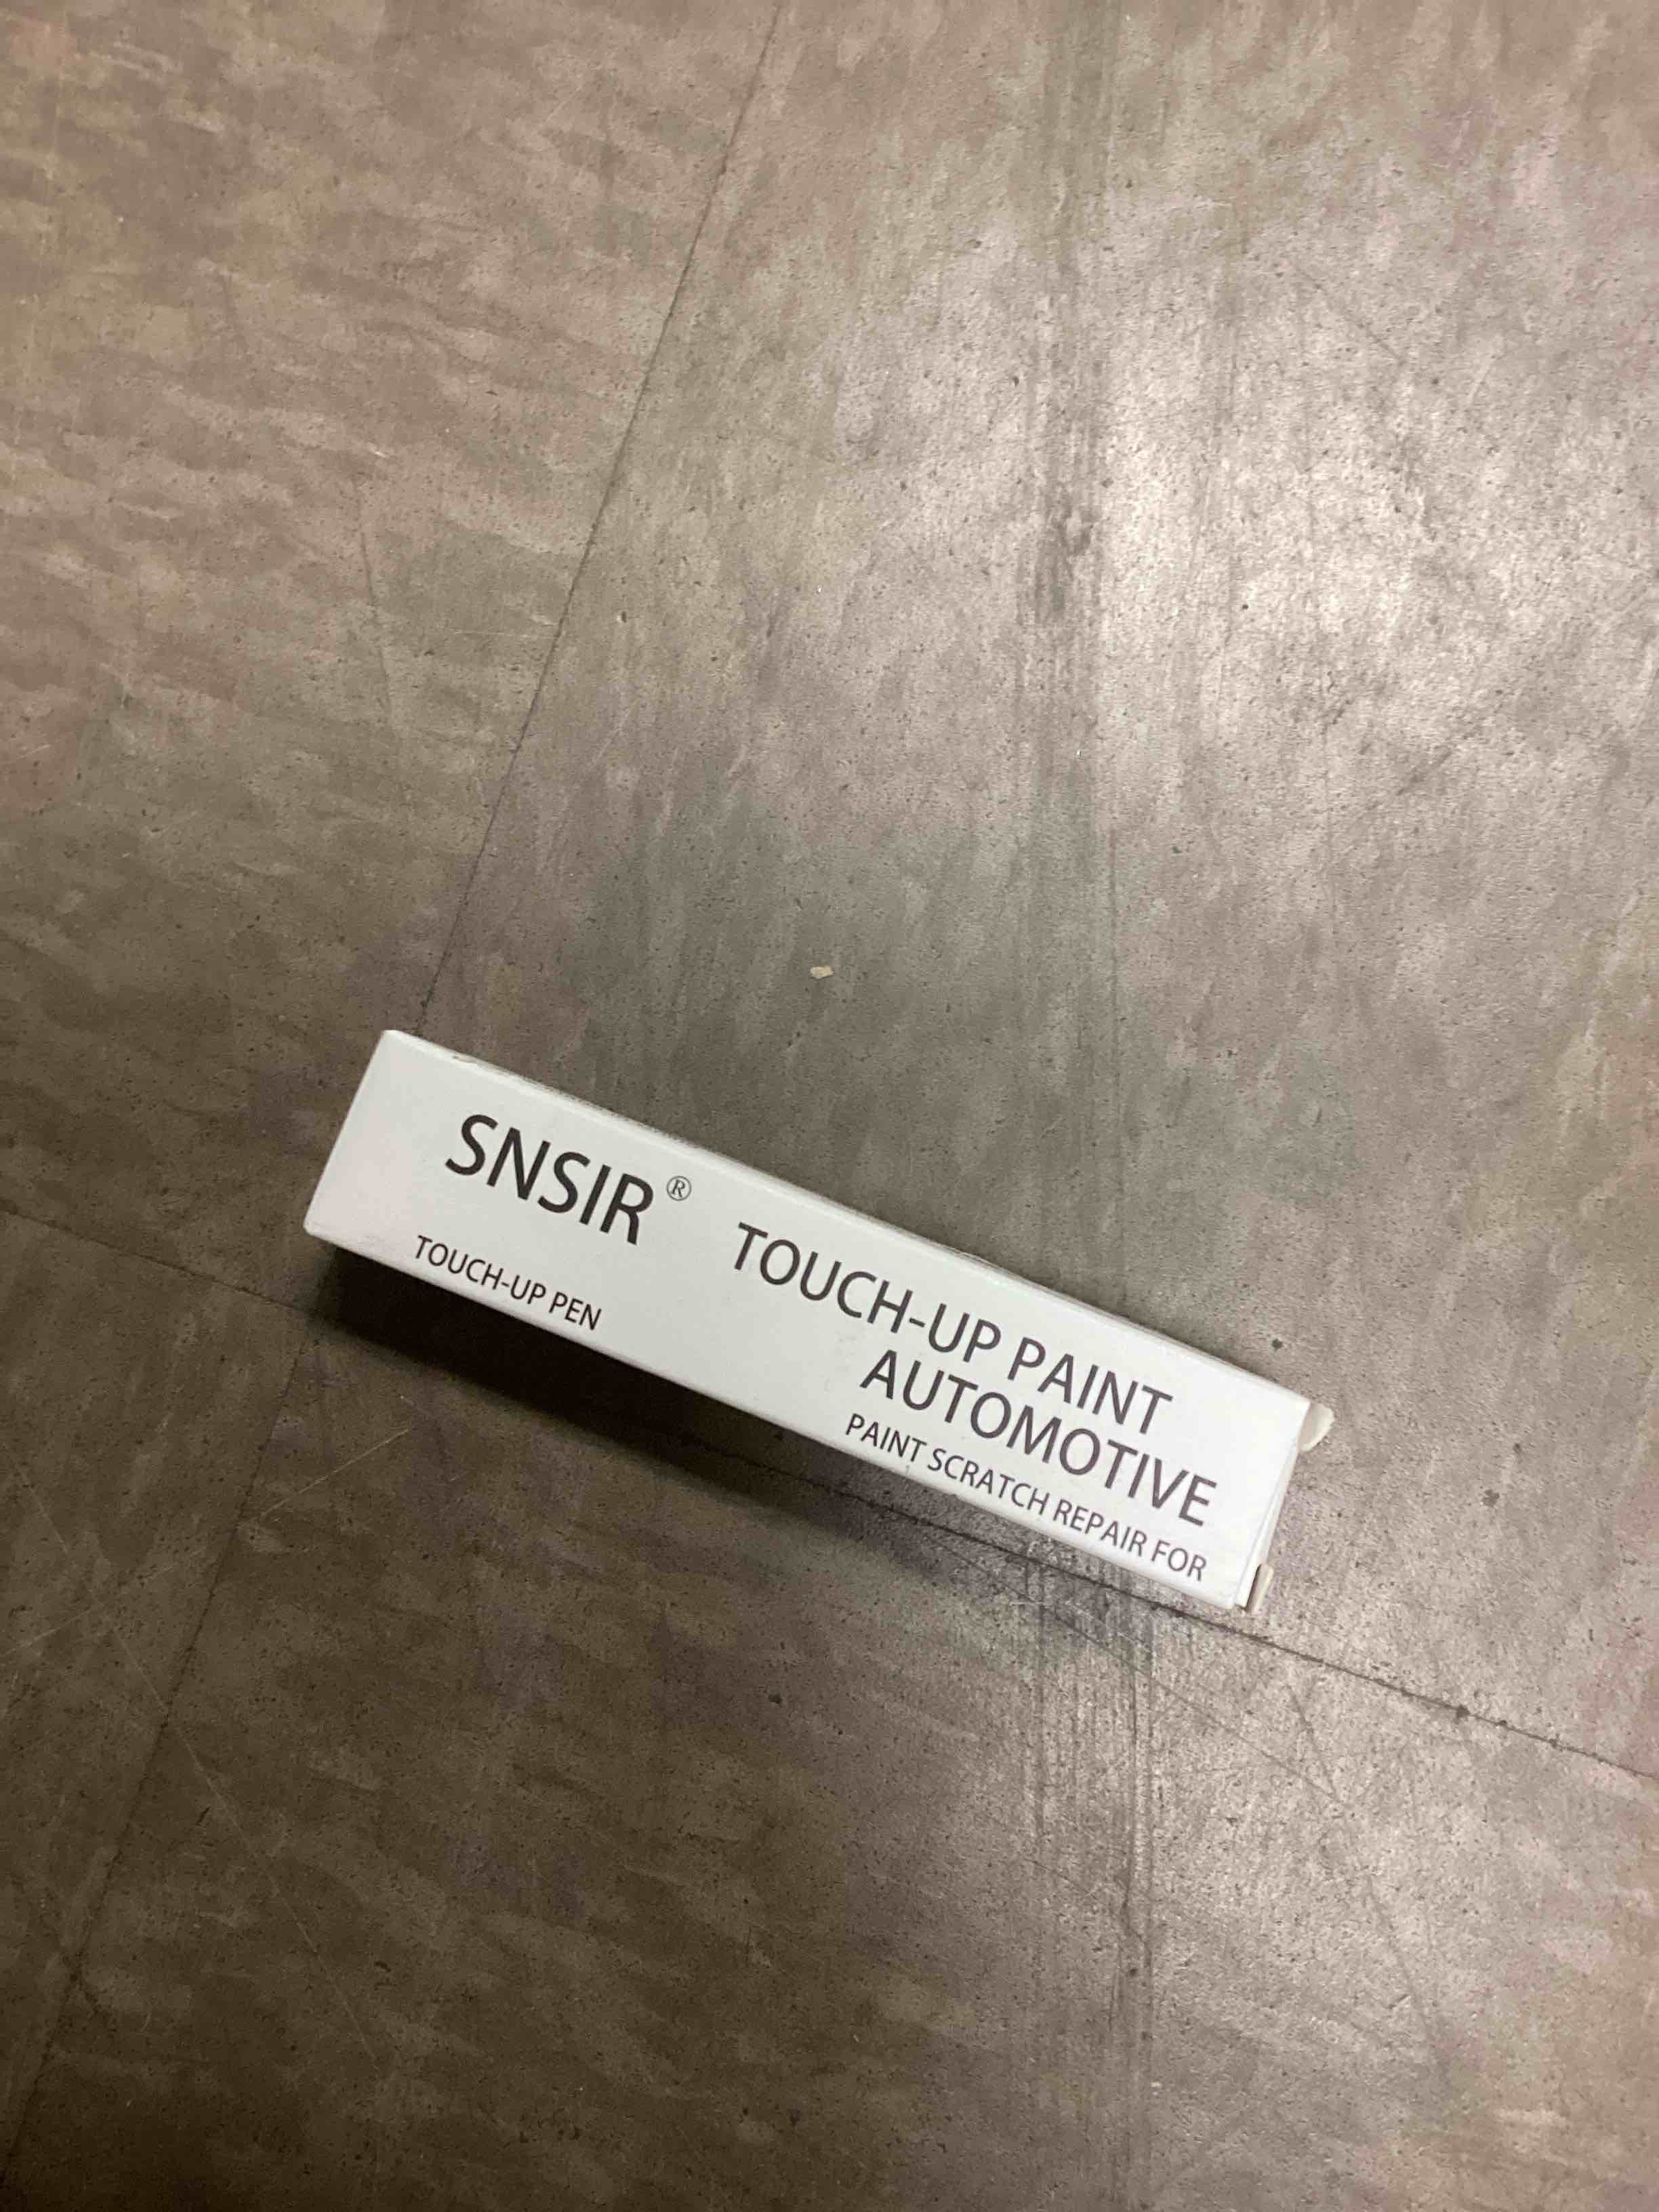 SNSIR®
TOUCH-UP PEN
TOUCH-UP PAINT
AUTOMOTIVE
PAINT SCRATCH REPAIR FOR